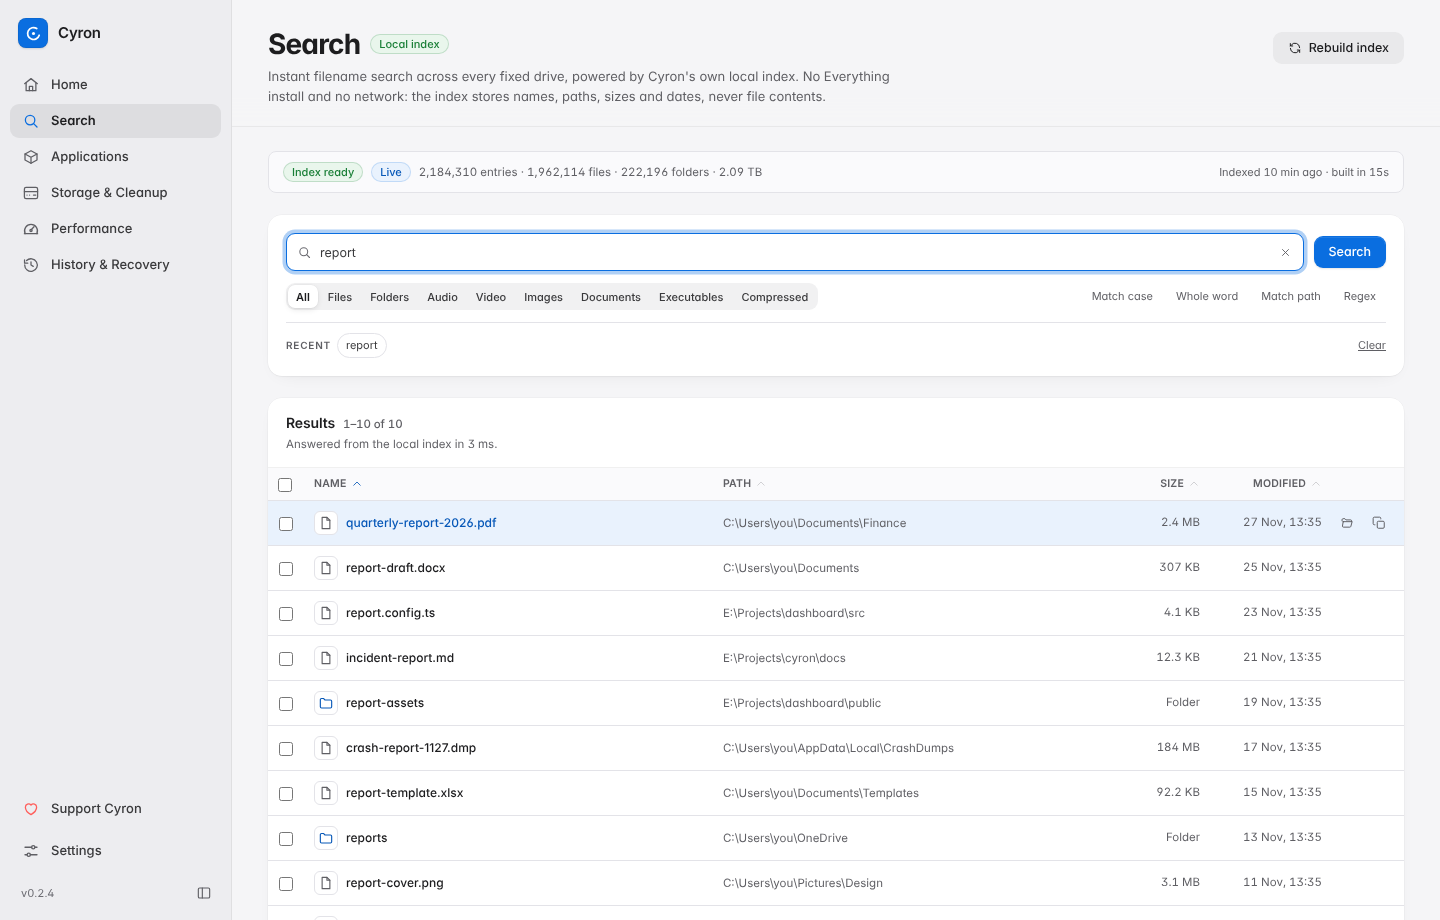 Cyron
Home
Search
Applications
Storage & Cleanup
Performance
History & Recovery
Support Cyron
Settings
v0.2.4
Search
Local index
Rebuild index
Instant filename search across every fixed drive, powered by Cyron's own local index. No Everything
install and no network: the index stores names, paths, sizes and dates, never file contents.
Index ready Live 2,184,310 entries · 1,962,114 files · 222,196 folders · 2.09 TB
Indexed 10 min ago · built in 15s
report
Search
All Files Folders Audio Video Images Documents Executables Compressed
Match case Whole word Match path Regex
RECENT report
Clear
Results 1–10 of 10
Answered from the local index in 3 ms.
NAME PATH SIZE MODIFIED
quarterly-report-2026.pdf C:\Users\you\Documents\Finance 2.4 MB 27 Nov, 13:35
report-draft.docx C:\Users\you\Documents 307 KB 25 Nov, 13:35
report.config.ts E:\Projects\dashboard\src 4.1 KB 23 Nov, 13:35
incident-report.md E:\Projects\cyron\docs 12.3 KB 21 Nov, 13:35
report-assets E:\Projects\dashboard\public Folder 19 Nov, 13:35
crash-report-1127.dmp C:\Users\you\AppData\Local\CrashDumps 184 MB 17 Nov, 13:35
report-template.xlsx C:\Users\you\Documents\Templates 92.2 KB 15 Nov, 13:35
reports C:\Users\you\OneDrive Folder 13 Nov, 13:35
report-cover.png C:\Users\you\Pictures\Design 3.1 MB 11 Nov, 13:35